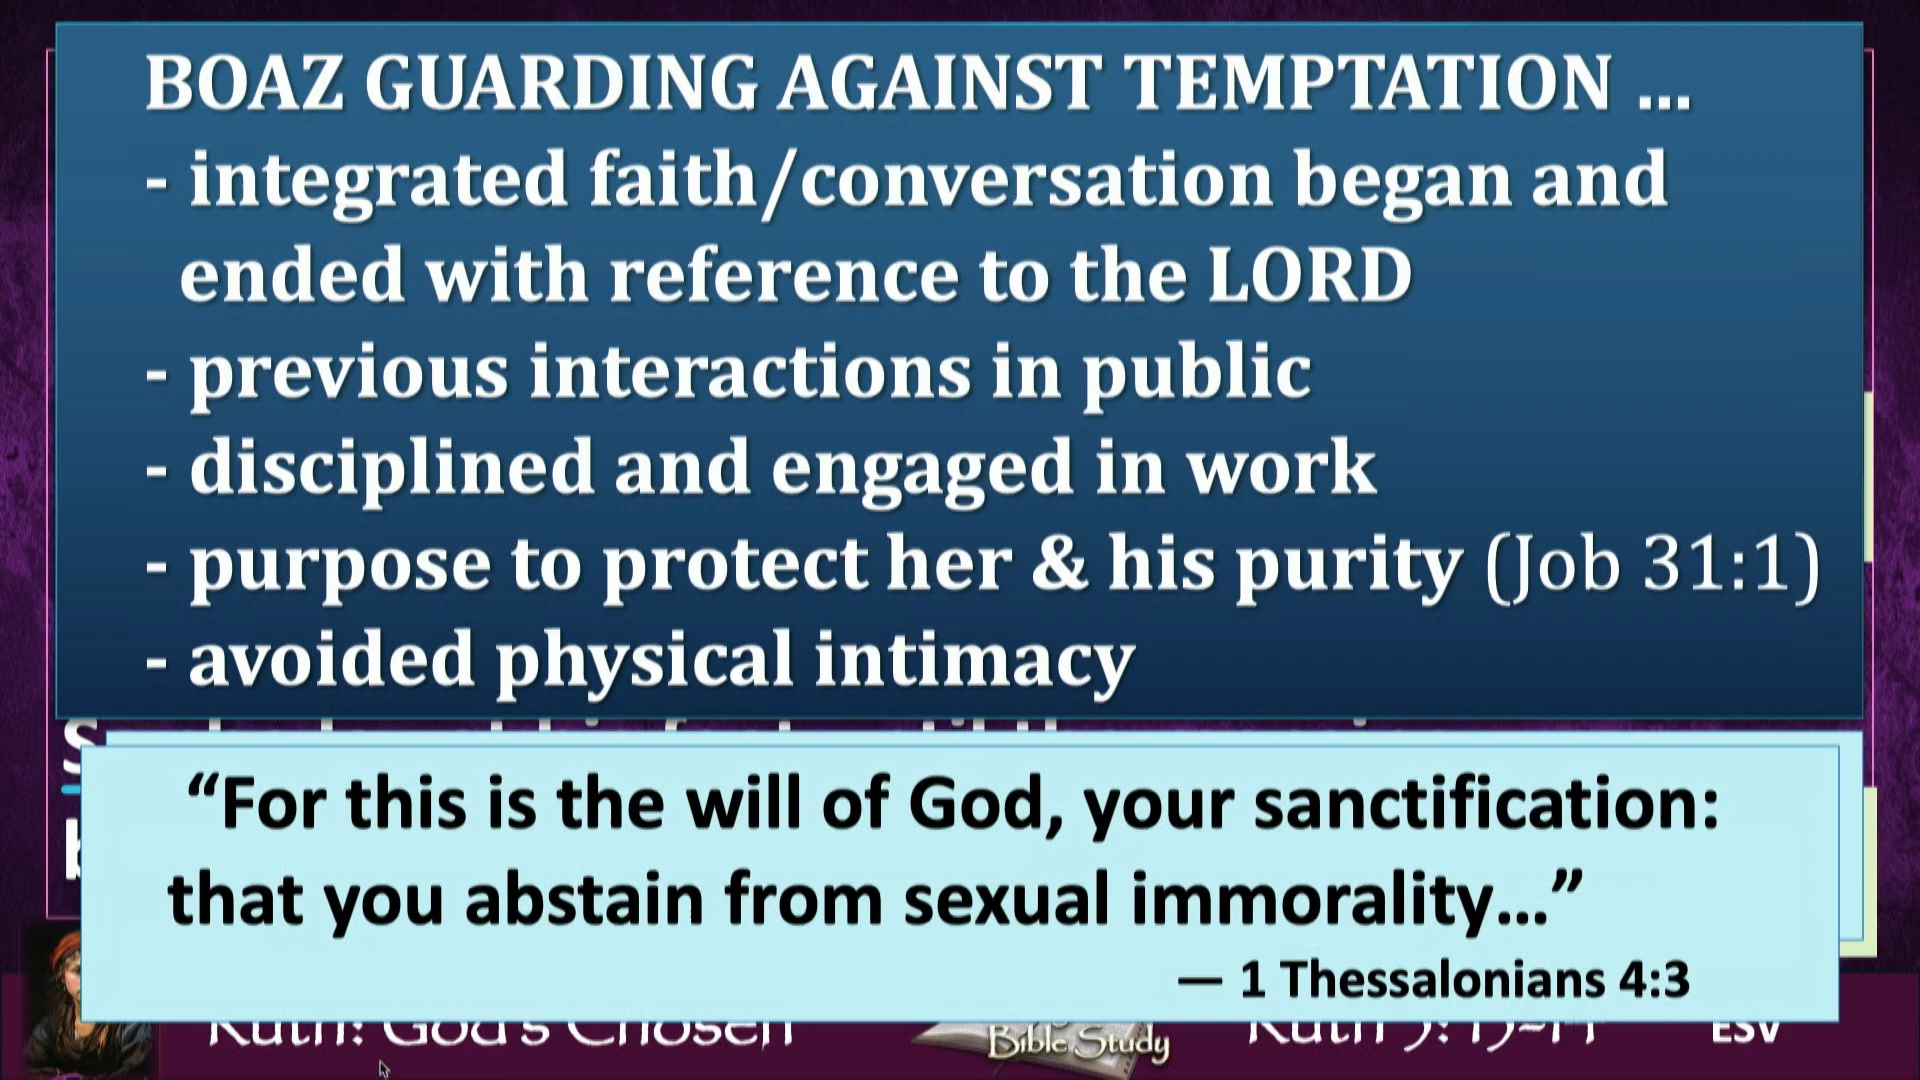 BOAZ GUARDING AGAINST TEMPTATION ...
- integrated faith/conversation began and
ended with reference to the LORD
- previous interactions in public
- disciplined and engaged in work
- purpose to protect her & his purity (Job 31:1)
- avoided physical intimacy
“For this is the will of God, your sanctification:
that you abstain from sexual immorality...”
— 1 Thessalonians 4:3
Ruth: God's Chosen
Bible Study
Ruth
ESV